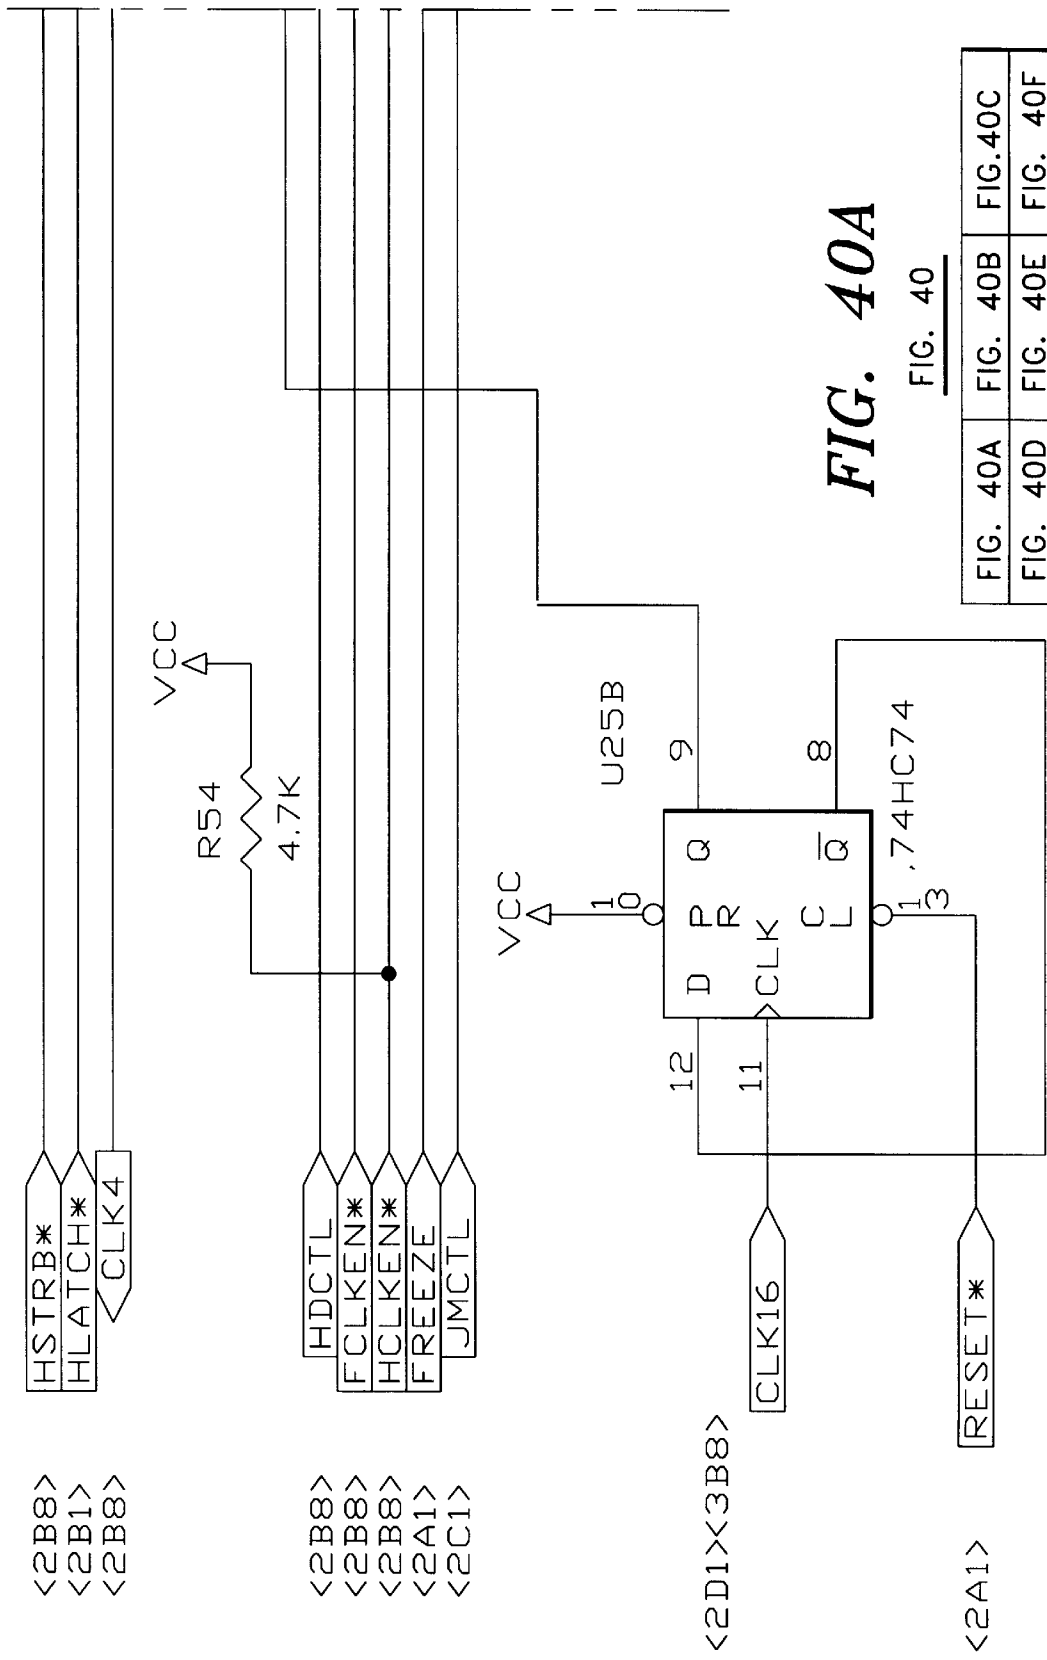 <2B8> HSTRB*
<2B1> HLATCH*
<2B8> CLK4
VCC
R54
4.7K
<2B8> HDCTL
<2B8> FCLKEN*
<2B8> HCLKEN*
<2A1> FREEZE
<2C1> JMCTL
VCC
10
U25B
12 D PR Q 9
<2D1><3B8> CLK16 11 CLK
CL Q 8
13
.74HC74
<2A1> RESET*
FIG. 40A
FIG. 40
FIG. 40A FIG. 40B FIG.40C
FIG. 40D FIG. 40E FIG. 40F